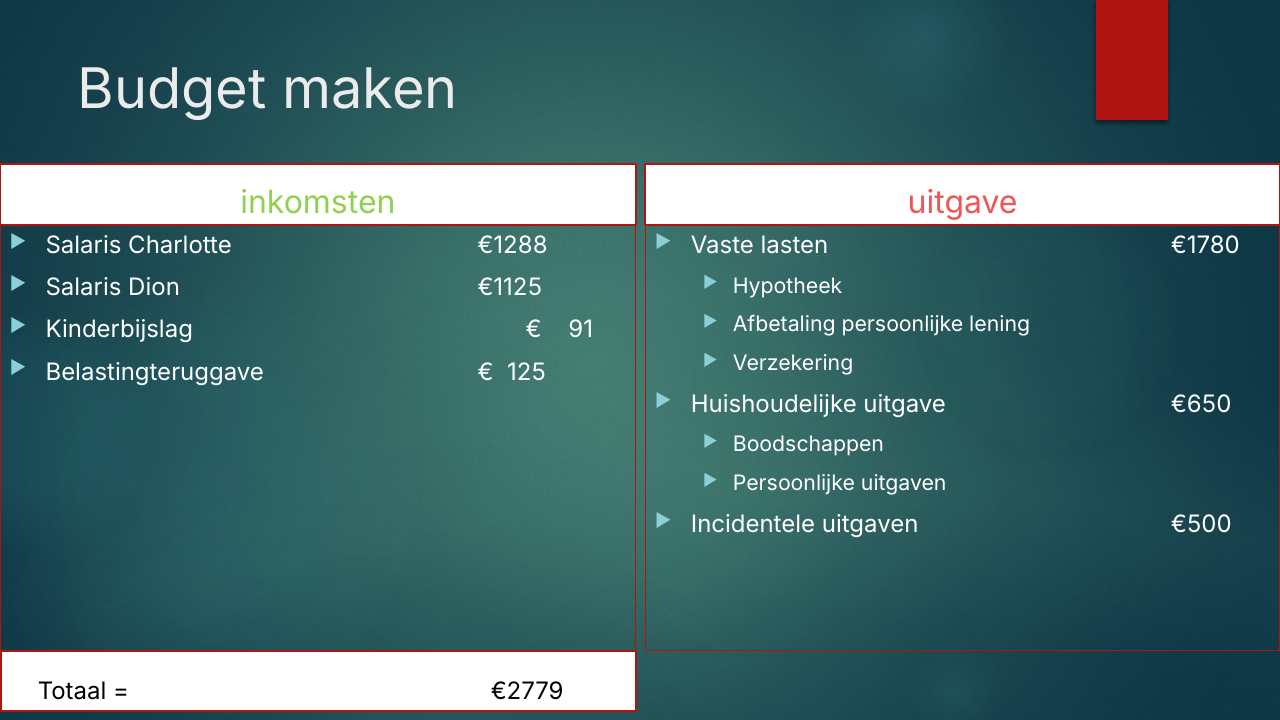 Budget maken
inkomsten
Salaris Charlotte €1288
Salaris Dion €1125
Kinderbijslag € 91
Belastingteruggave € 125
Totaal = €2779
uitgave
Vaste lasten €1780
Hypotheek
Afbetaling persoonlijke lening
Verzekering
Huishoudelijke uitgave €650
Boodschappen
Persoonlijke uitgaven
Incidentele uitgaven €500